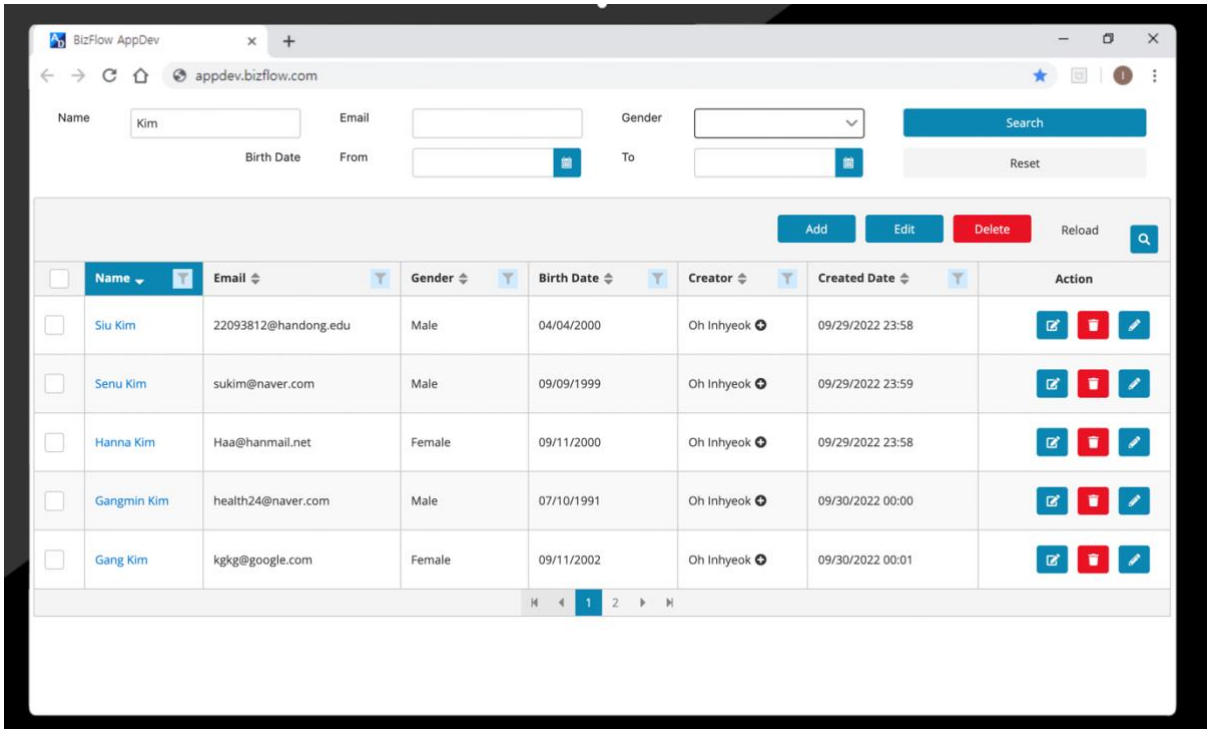 BizFlow AppDev
appdev.bizflow.com
Name Kim Email Gender Search
Birth Date From To Reset
Add Edit Delete Reload
Name Email Gender Birth Date Creator Created Date Action
Siu Kim 22093812@handong.edu Male 04/04/2000 Oh Inhyeok 09/29/2022 23:58
Senu Kim sukim@naver.com Male 09/09/1999 Oh Inhyeok 09/29/2022 23:59
Hanna Kim Haa@hanmail.net Female 09/11/2000 Oh Inhyeok 09/29/2022 23:58
Gangmin Kim health24@naver.com Male 07/10/1991 Oh Inhyeok 09/30/2022 00:00
Gang Kim kgkg@google.com Female 09/11/2002 Oh Inhyeok 09/30/2022 00:01
1 2